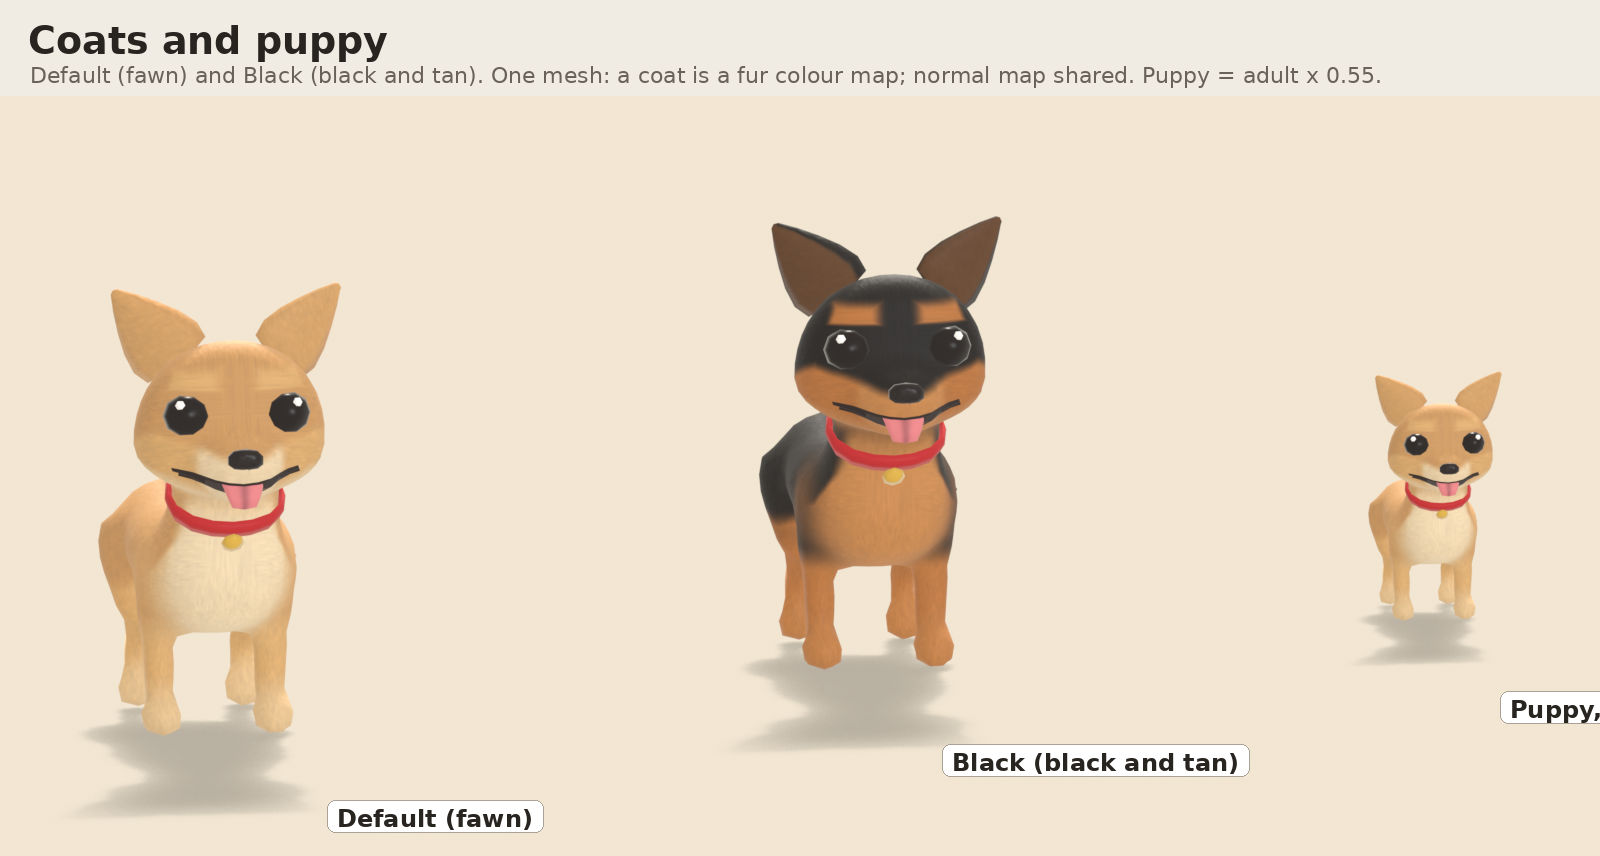 Coats and puppy
Default (fawn) and Black (black and tan). One mesh: a coat is a fur colour map; normal map shared. Puppy = adult x 0.55.
Puppy,
Black (black and tan)
Default (fawn)